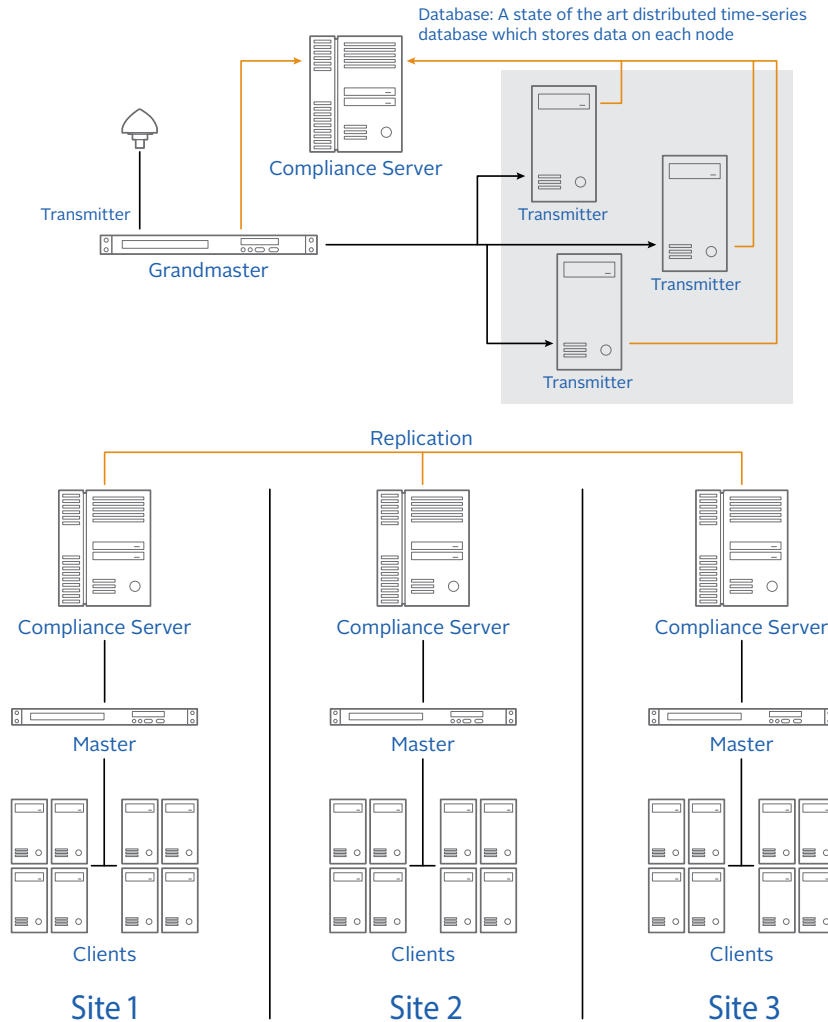 Database: A state of the art distributed time-series
database which stores data on each node
Compliance Server
Transmitter
Transmitter
Grandmaster
Transmitter
Transmitter
Replication
Compliance Server
Compliance Server
Compliance Server
Master
Master
Master
Clients
Clients
Clients
Site 1
Site 2
Site 3